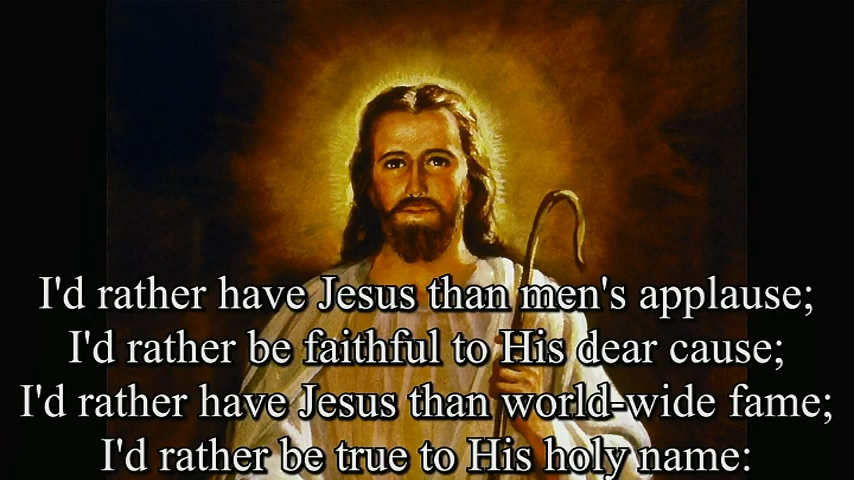 I'd rather have Jesus than men's applause;
I'd rather be faithful to His dear cause;
I'd rather have Jesus than world-wide fame;
I'd rather be true to His holy name: